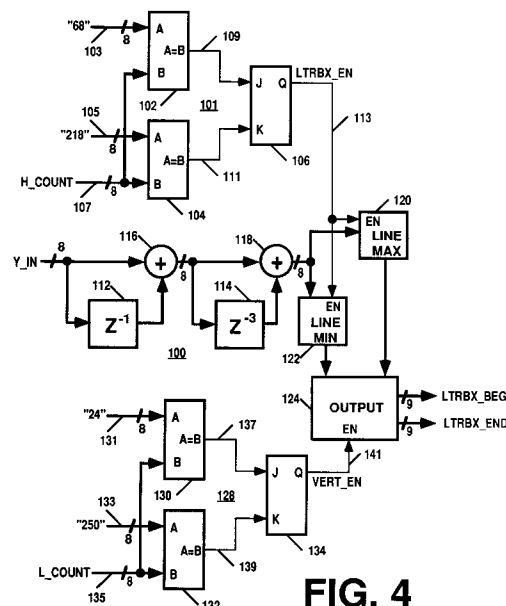 "68"
8
A
109
103
A=B
LTRBX_EN
B
J
Q
105
102
101
113
"218"
A
K
8
A=B
106
120
H_COUNT
B
111
EN
107
8
104
LINE
MAX
116
118
Y_IN
8
+
8
+
8
112
114
EN
Z⁻¹
Z⁻³
LINE
MIN
100
122
124
OUTPUT
9
LTRBX_BEG
"24"
8
A
137
9
LTRBX_END
131
EN
A=B
141
B
J
Q
133
130
128
VERT_EN
"250"
A
K
8
A=B
134
L_COUNT
B
139
135
8
132
FIG. 4